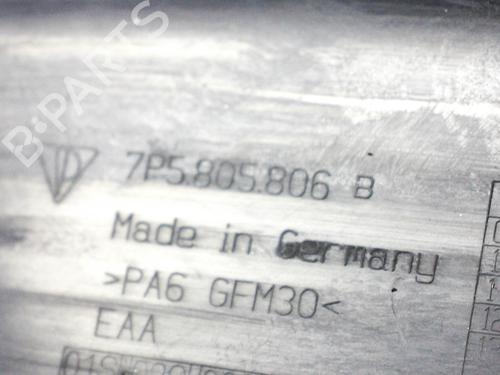 B-PARTS
7P5.805.806 B
Made in Germany
>PA6 GFM30<
EAA